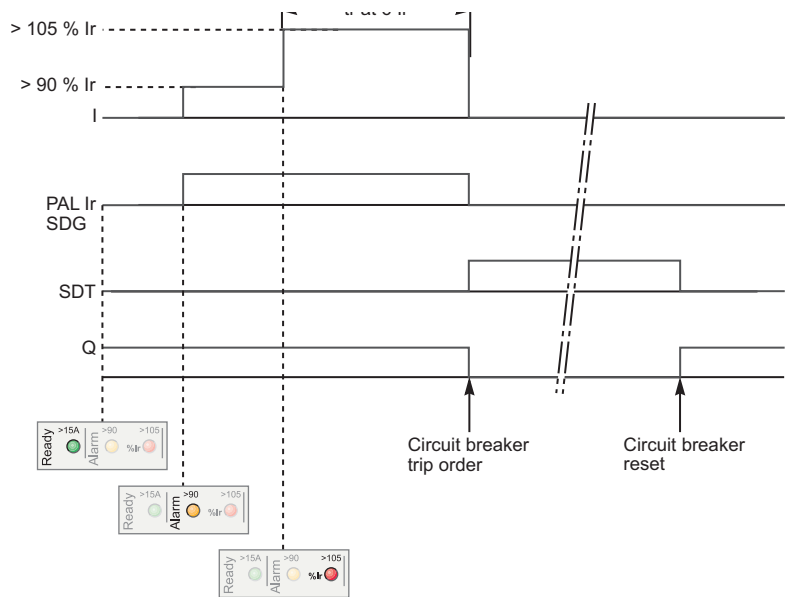 > 105 % Ir
> 90 % Ir
I
PAL Ir
SDG
SDT
Q
Circuit breaker
trip order
Circuit breaker
reset
Ready
>15A
Alarm
>90
%Ir
>105
Ready
>15A
Alarm
>90
%Ir
>105
Ready
>15A
Alarm
>90
%Ir
>105